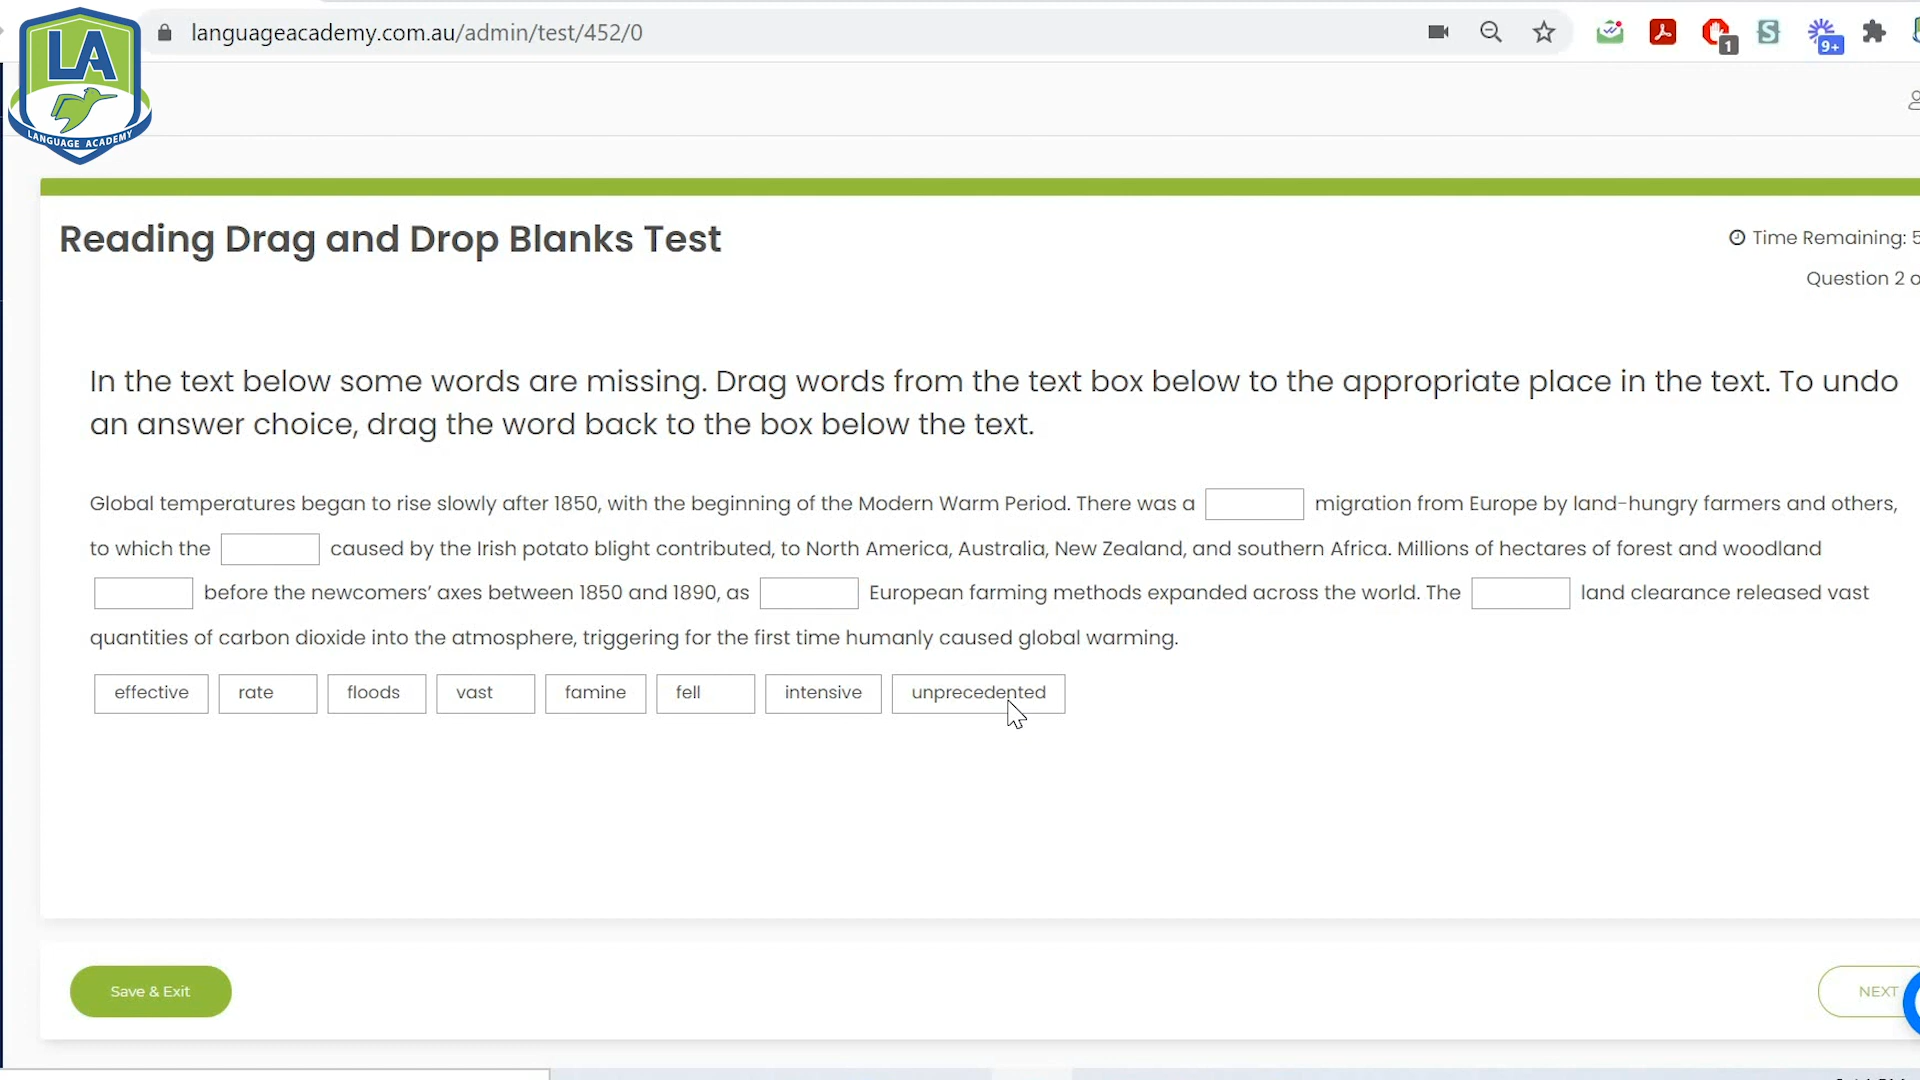 LA
LANGUAGE ACADEMY
languageacademy.com.au/admin/test/452/0
1
S
9+
Reading Drag and Drop Blanks Test
Time Remaining: 5
Question 2 o
In the text below some words are missing. Drag words from the text box below to the appropriate place in the text. To undo
an answer choice, drag the word back to the box below the text.
Global temperatures began to rise slowly after 1850, with the beginning of the Modern Warm Period. There was a migration from Europe by land-hungry farmers and others,
to which the caused by the Irish potato blight contributed, to North America, Australia, New Zealand, and southern Africa. Millions of hectares of forest and woodland
before the newcomers’ axes between 1850 and 1890, as European farming methods expanded across the world. The land clearance released vast
quantities of carbon dioxide into the atmosphere, triggering for the first time humanly caused global warming.
effective rate floods vast famine fell intensive unprecedented
Save & Exit
NEXT